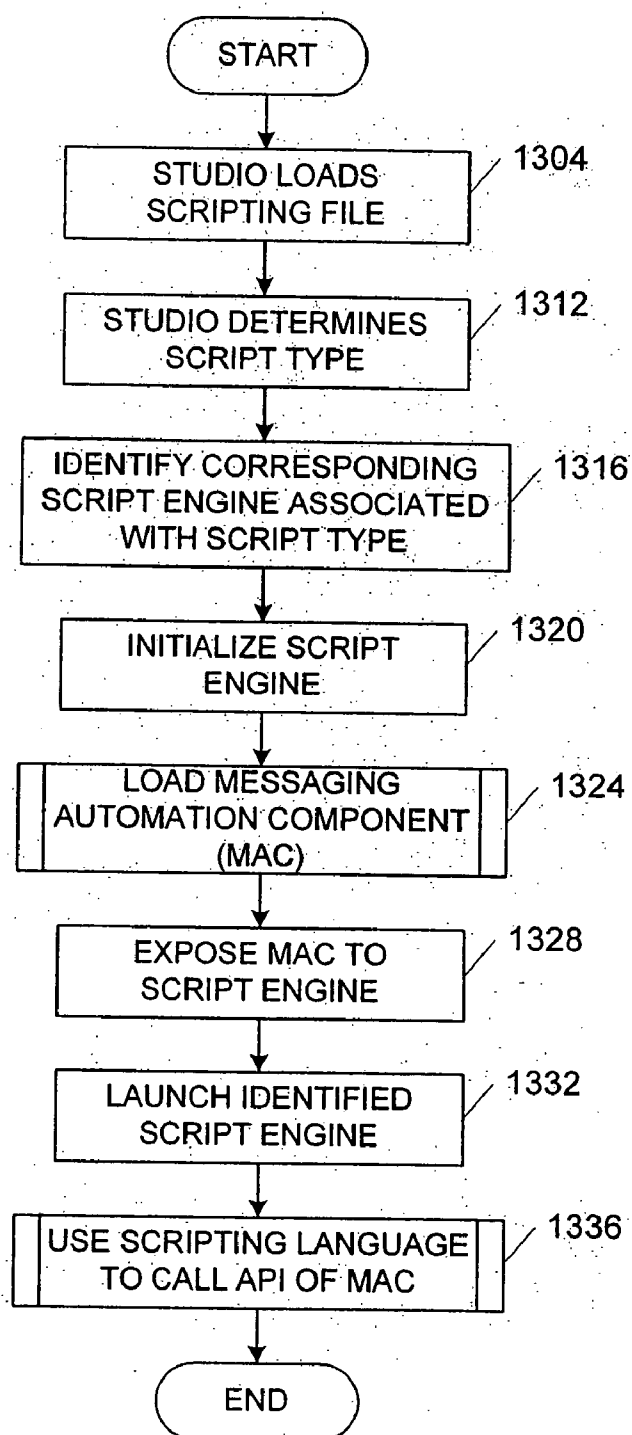 START
STUDIO LOADS
SCRIPTING FILE
1304
STUDIO DETERMINES
SCRIPT TYPE
1312
IDENTIFY CORRESPONDING
SCRIPT ENGINE ASSOCIATED
WITH SCRIPT TYPE
1316
INITIALIZE SCRIPT
ENGINE
1320
LOAD MESSAGING
AUTOMATION COMPONENT
(MAC)
1324
EXPOSE MAC TO
SCRIPT ENGINE
1328
LAUNCH IDENTIFIED
SCRIPT ENGINE
1332
USE SCRIPTING LANGUAGE
TO CALL API OF MAC
1336
END